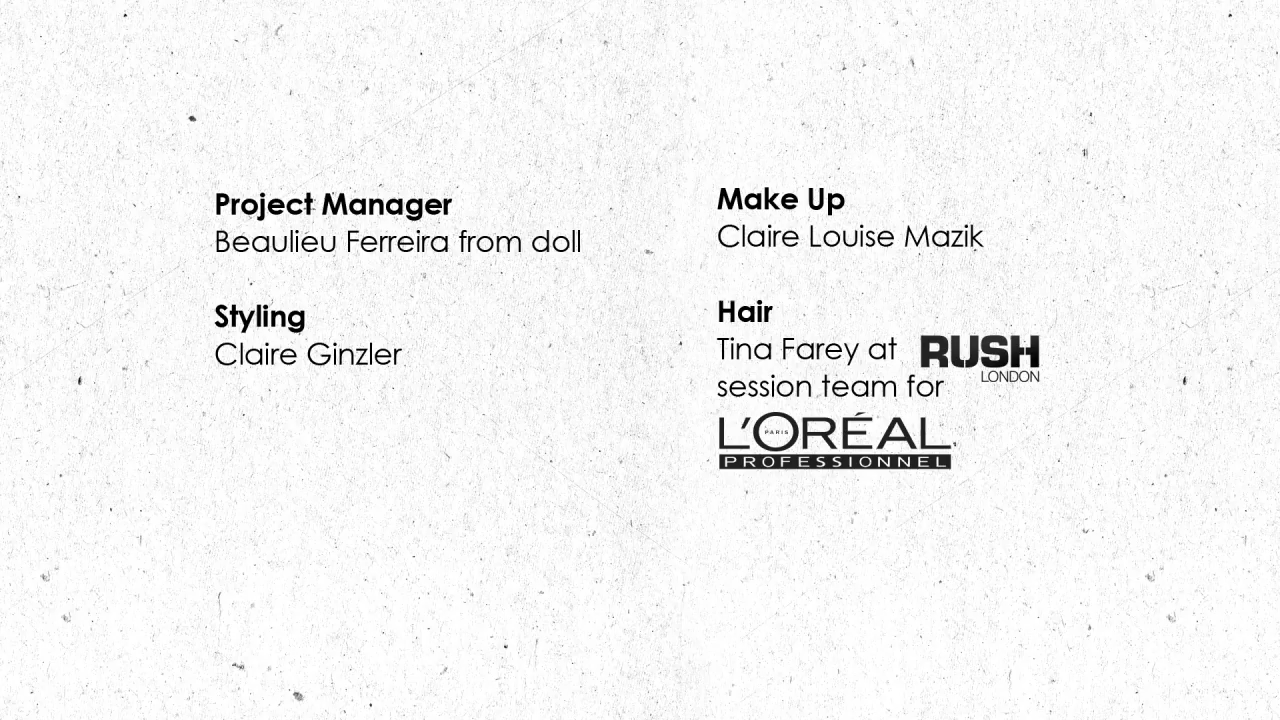 Project Manager
Beaulieu Ferreira from doll
Styling
Claire Ginzler
Make Up
Claire Louise Mazik
Hair
Tina Farey at RUSH
LONDON
session team for
L'ORÉAL
PARIS
PROFESSIONNEL